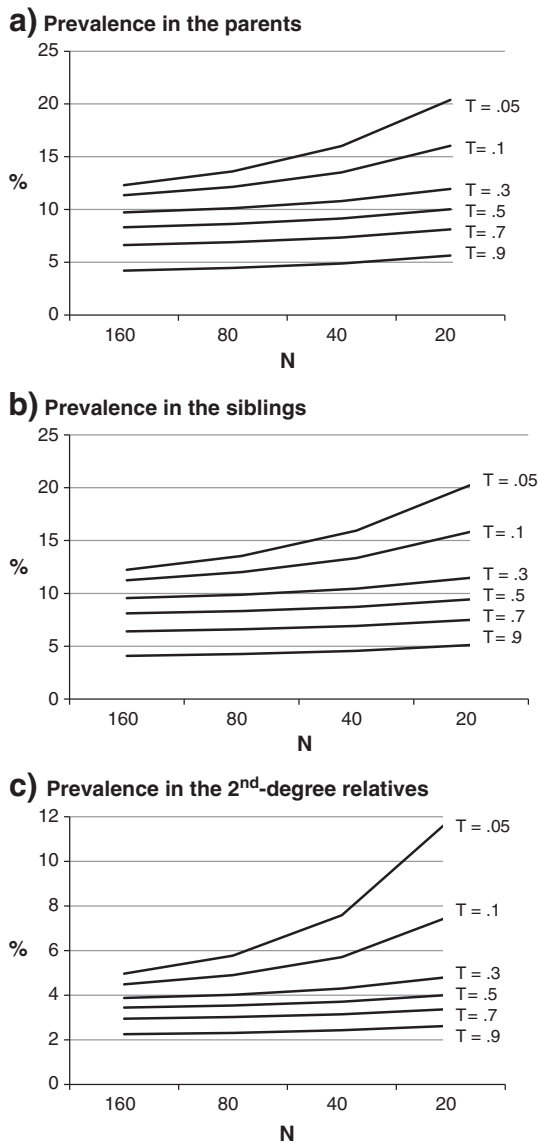 a) Prevalence in the parents
25
20
15
%
10
5
0
T = .05
T= .1
T = .3
T = .5
T= .7
T= .9
160 80 40 20
N
b) Prevalence in the siblings
25
20
15
%
10
5
0
T = .05
T= .1
T = .3
T= .5
T= .7
T= 9
160 80 40 20
N
c) Prevalence in the 2nd-degree relatives
12
10
8
%
6
4
2
0
T = .05
T = .1
T = .3
T = .5
T = .7
T = .9
160 80 40 20
N